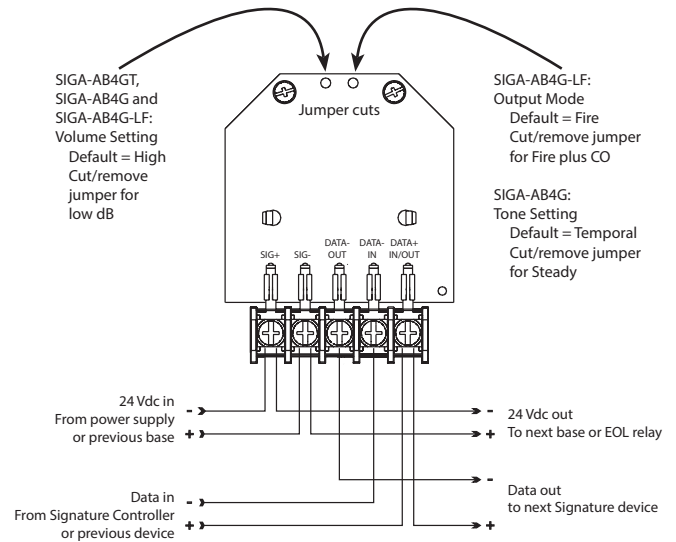 SIGA-AB4GT,
SIGA-AB4G and
SIGA-AB4G-LF:
Volume Setting
Default = High
Cut/remove
jumper for
low dB
Jumper cuts
SIGA-AB4G-LF:
Output Mode
Default = Fire
Cut/remove jumper
for Fire plus CO
SIGA-AB4G:
Tone Setting
Default = Temporal
Cut/remove jumper
for Steady
SIG+
SIG-
DATA-
OUT
DATA-
IN
DATA+
IN/OUT
24 Vdc in
From power supply
or previous base
-
+
-
+
24 Vdc out
To next base or EOL relay
Data in
From Signature Controller
or previous device
-
+
-
+
Data out
to next Signature device